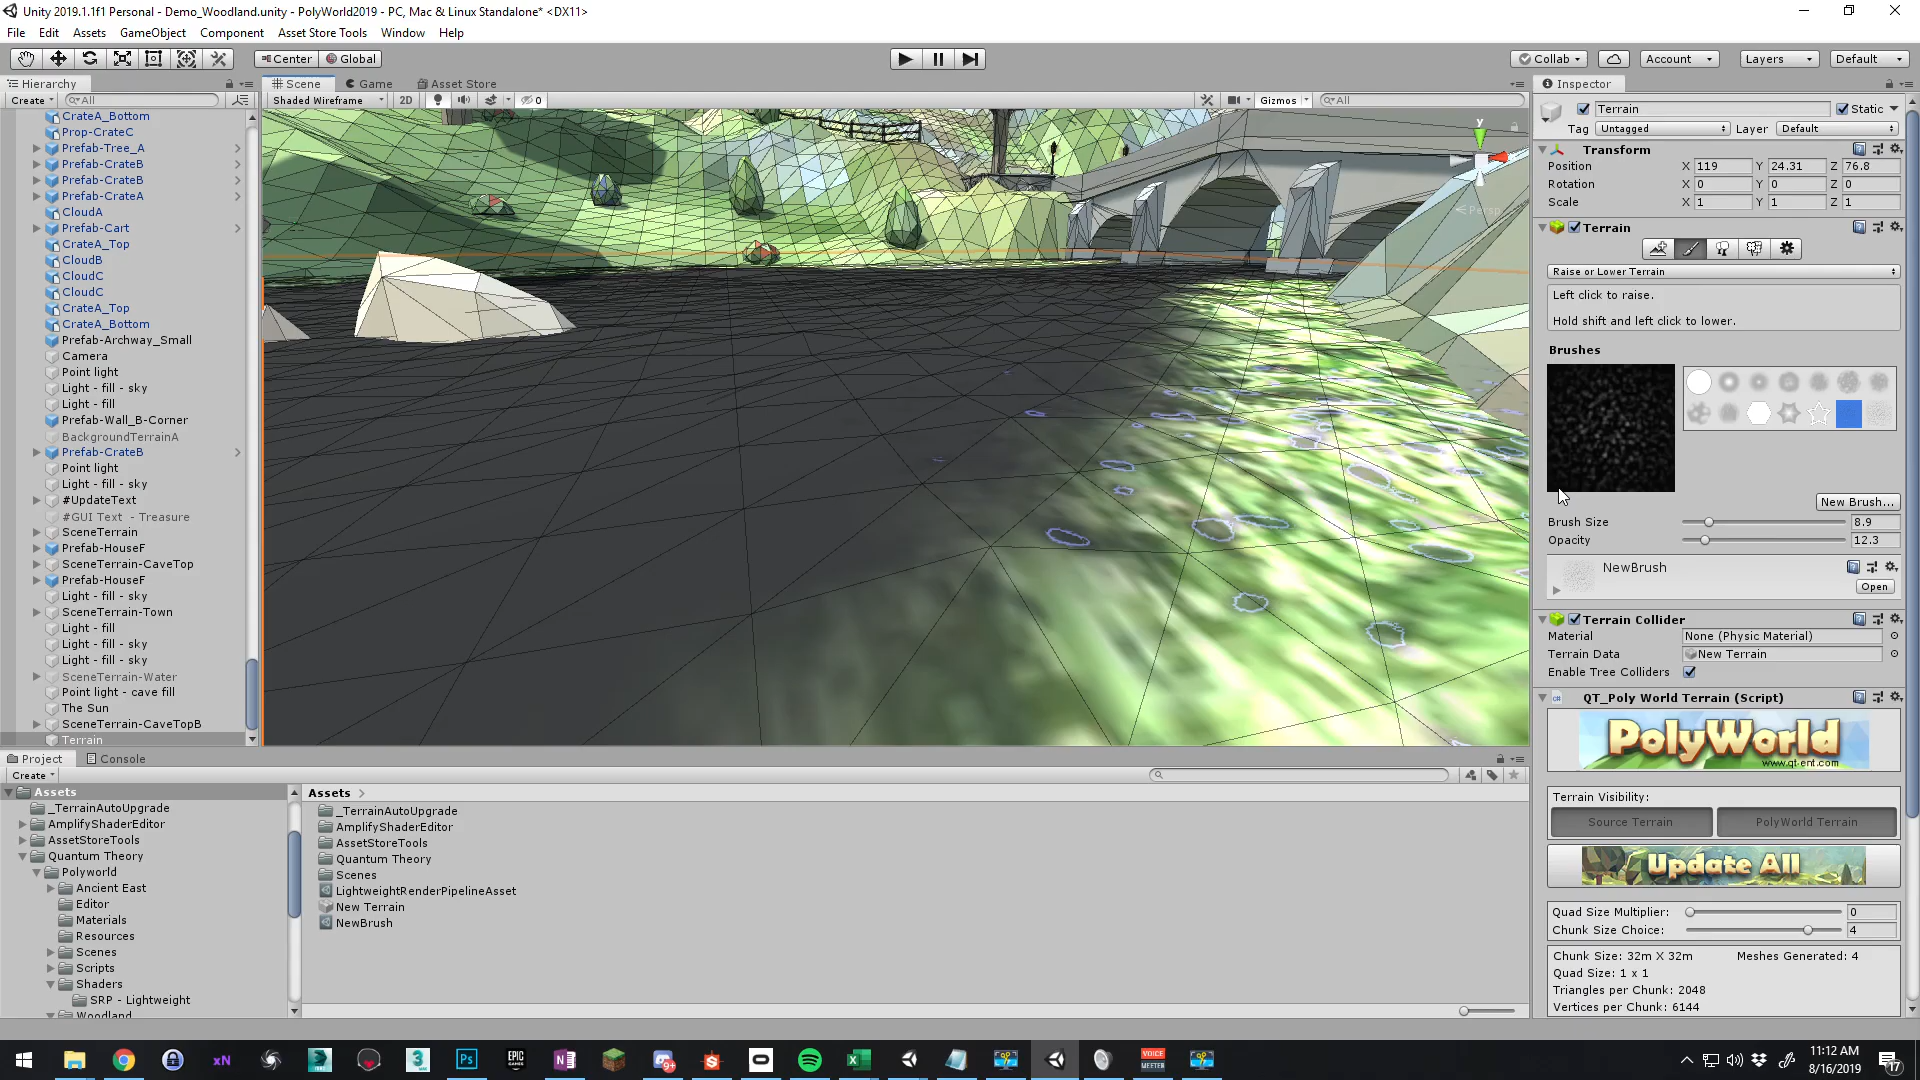 Unity 2019.1.1f1 Personal - Demo_Woodland.unity - PolyWorld2019 - PC, Mac & Linux Standalone* <DX11>
File Edit Assets GameObject Component Asset Store Tools Window Help
Center Global Collab Account Layers Default
Hierarchy
Create All
CrateA_Bottom
Prop-CrateC
Prefab-Tree_A
Prefab-CrateB
Prefab-CrateB
Prefab-CrateA
CloudA
Prefab-Cart
CrateA_Top
CloudB
CloudC
CloudC
CrateA_Top
CrateA_Bottom
Prefab-Archway_Small
Camera
Point light
Light - fill - sky
Light - fill
Prefab-Wall_B-Corner
BackgroundTerrainA
Prefab-CrateB
Point light
Light - fill - sky
#UpdateText
#GUI Text - Treasure
SceneTerrain
Prefab-HouseF
SceneTerrain-CaveTop
Prefab-HouseF
Light - fill - sky
SceneTerrain-Town
Light - fill
Light - fill - sky
Light - fill - sky
SceneTerrain-Water
Point light - cave fill
The Sun
SceneTerrain-CaveTopB
Terrain
Scene Game Asset Store
Shaded Wireframe 2D 0 Gizmos All
y
Persp
Inspector
Terrain Static
Tag Untagged Layer Default
Transform
Position X 119 Y 24.31 Z 76.8
Rotation X 0 Y 0 Z 0
Scale X 1 Y 1 Z 1
Terrain
Raise or Lower Terrain
Left click to raise.
Hold shift and left click to lower.
Brushes
New Brush...
Brush Size 8.9
Opacity 12.3
NewBrush
Open
Terrain Collider
Material None (Physic Material)
Terrain Data New Terrain
Enable Tree Colliders
QT_Poly World Terrain (Script)
PolyWorld
www.qt-ent.com
Terrain Visibility:
Source Terrain PolyWorld Terrain
Update All
Quad Size Multiplier: 0
Chunk Size Choice: 4
Chunk Size: 32m X 32m Meshes Generated: 4
Quad Size: 1 x 1
Triangles per Chunk: 2048
Vertices per Chunk: 6144
Project Console
Create
Assets
_TerrainAutoUpgrade
AmplifyShaderEditor
AssetStoreTools
Quantum Theory
Polyworld
Ancient East
Editor
Materials
Resources
Scenes
Scripts
Shaders
SRP - Lightweight
Woodland
Assets
_TerrainAutoUpgrade
AmplifyShaderEditor
AssetStoreTools
Quantum Theory
Scenes
LightweightRenderPipelineAsset
New Terrain
NewBrush
xN
3
Ps
EPIC GAMES
N
9+
VOICE MEETER
11:12 AM
8/16/2019
17